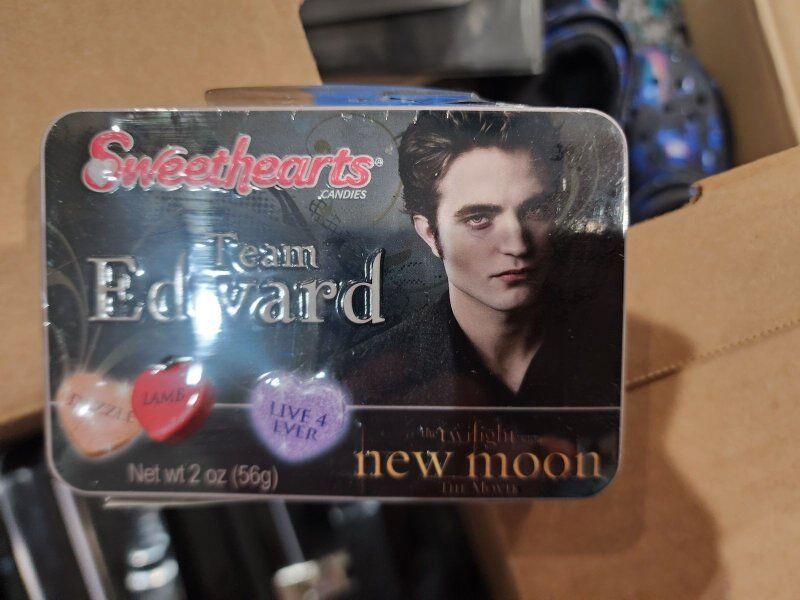 Sweethearts®
CANDIES
Team
Edward
DAZZLE
LAMB
LIVE 4
EVER
Net wt 2 oz (56g)
the twilight saga
new moon
THE MOVIE